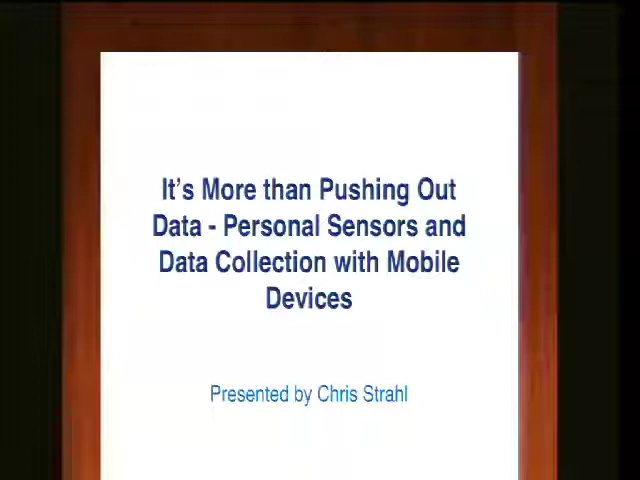 It's More than Pushing Out
Data - Personal Sensors and
Data Collection with Mobile
Devices
Presented by Chris Strahl